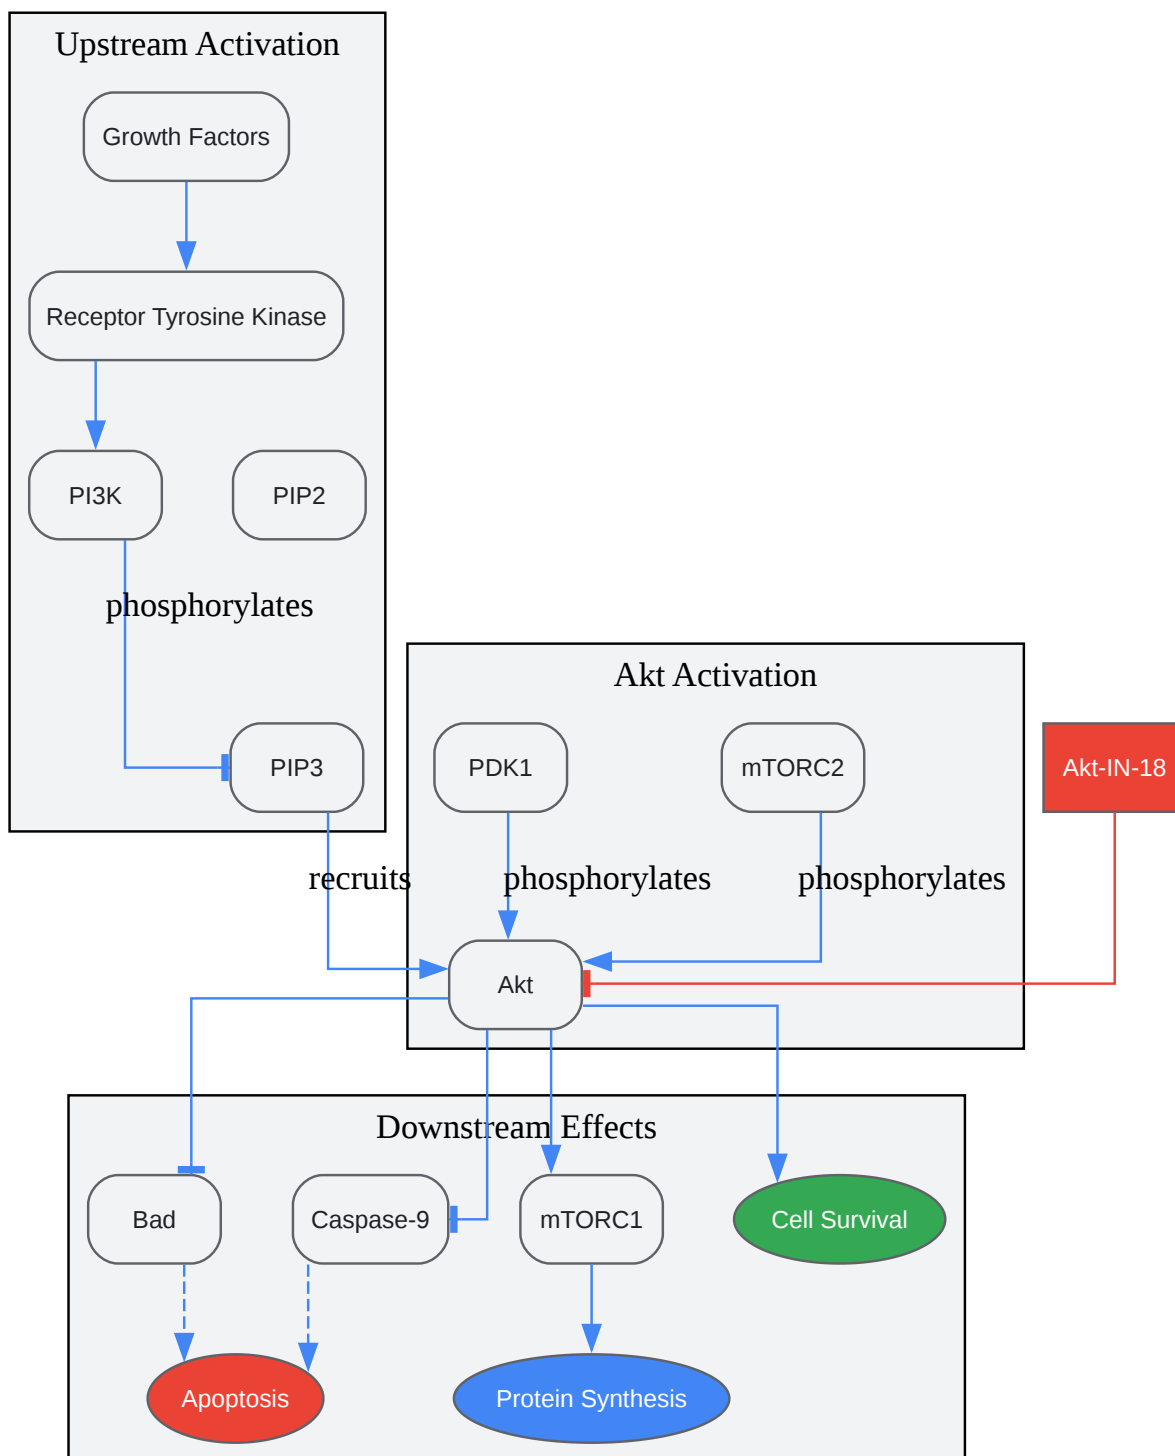 Upstream Activation
Growth Factors
Receptor Tyrosine Kinase
PI3K
PIP2
phosphorylates
PIP3
recruits
Akt Activation
PDK1
mTORC2
Akt-IN-18
phosphorylates
phosphorylates
Akt
Downstream Effects
Bad
Caspase-9
mTORC1
Cell Survival
Apoptosis
Protein Synthesis